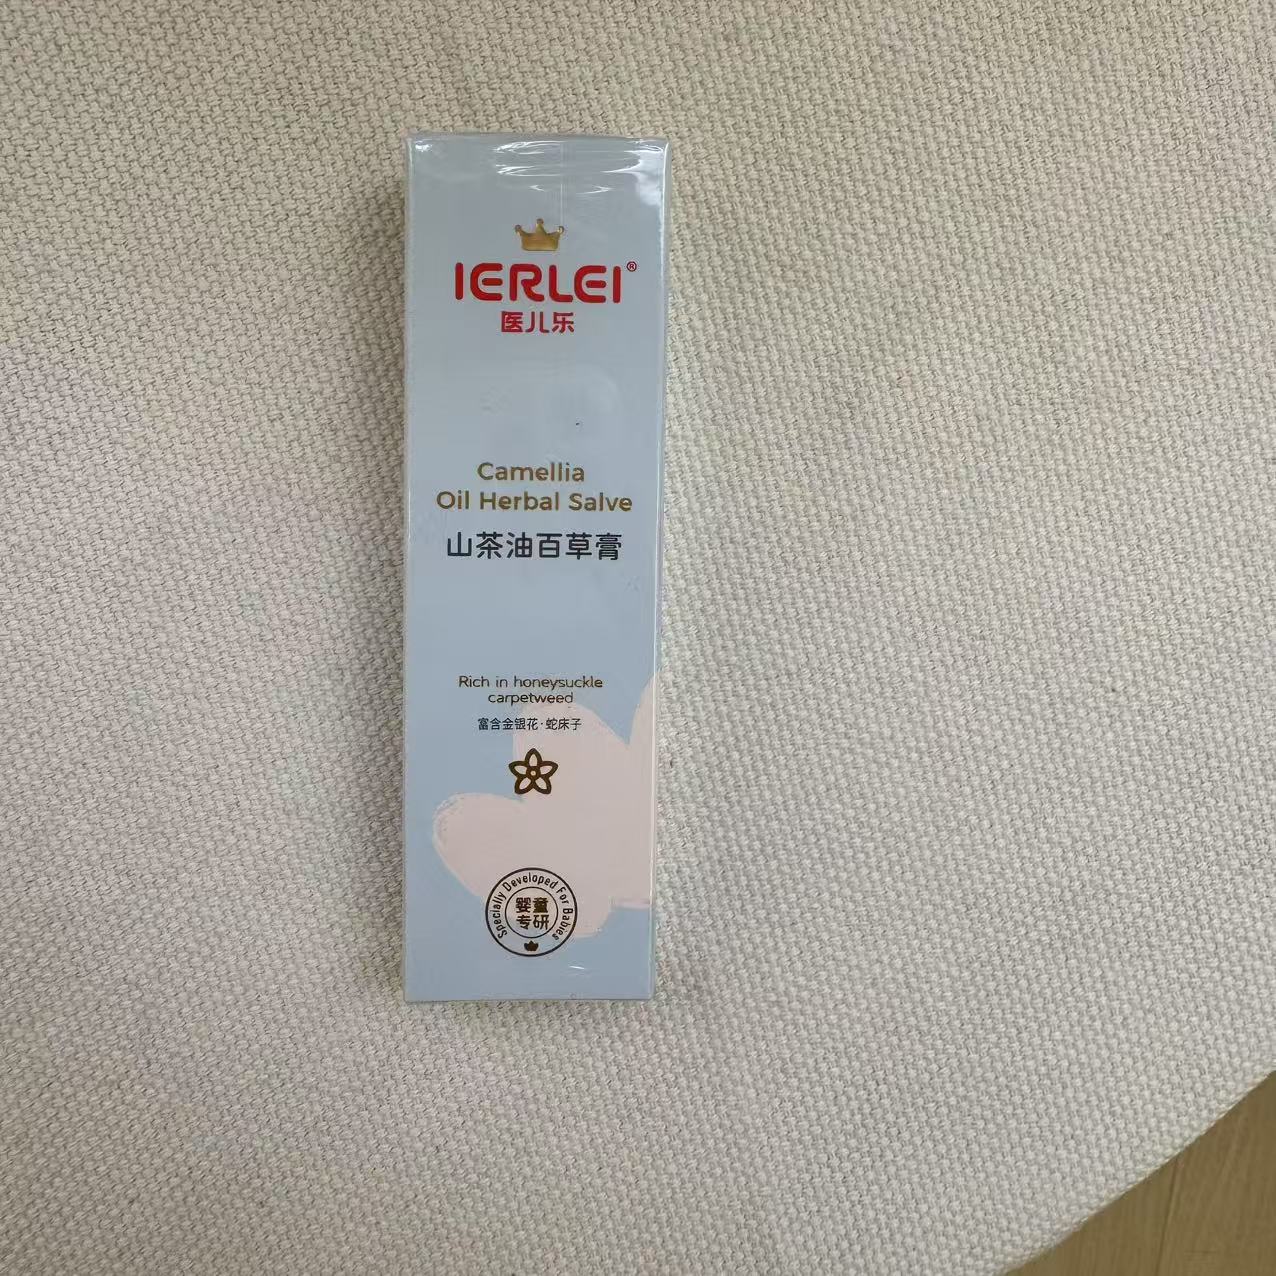 IERLEI®
医儿乐
Camellia
Oil Herbal Salve
山茶油百草膏
Rich in honeysuckle
carpetweed
富含金银花·蛇床子
Specially Developed For Babies
婴童
专研